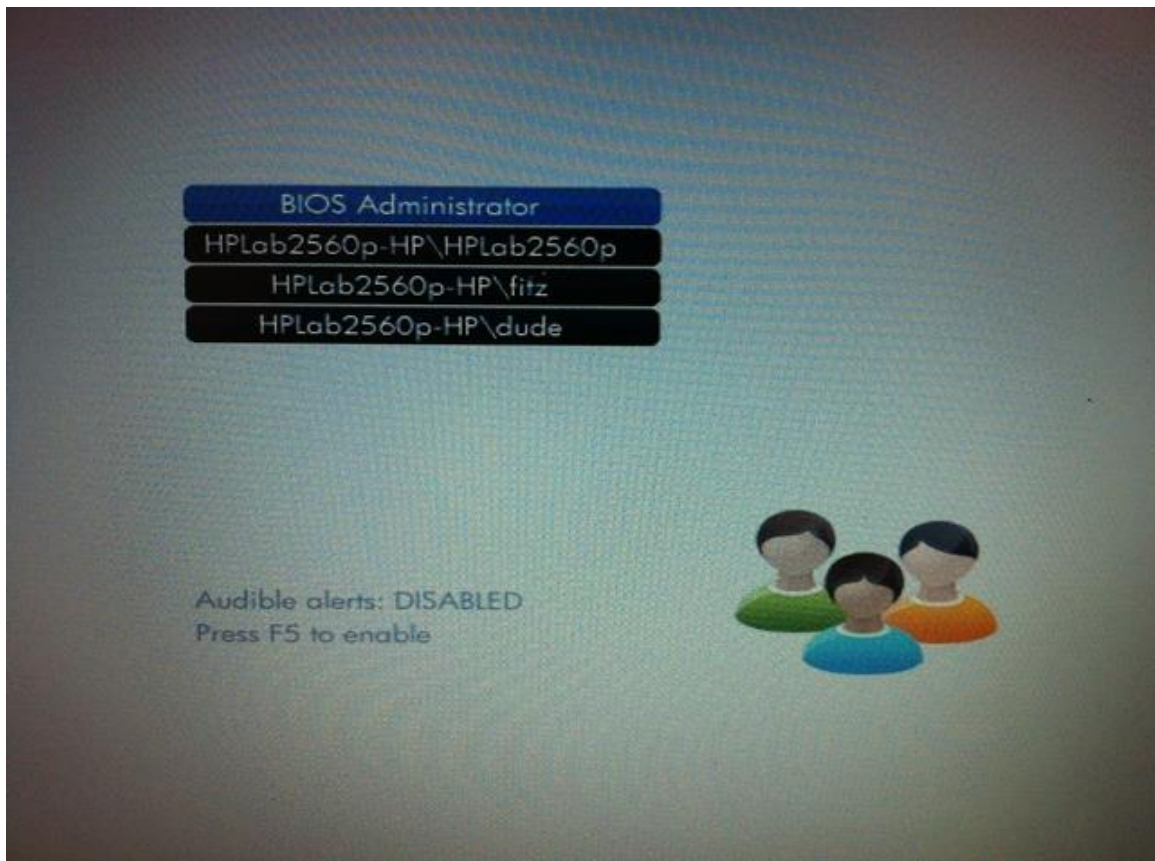 BIOS Administrator
HPLab2560p-HP\HPLab2560p
HPLab2560p-HP\fitz
HPLab2560p-HP\dude
Audible alerts: DISABLED
Press F5 to enable